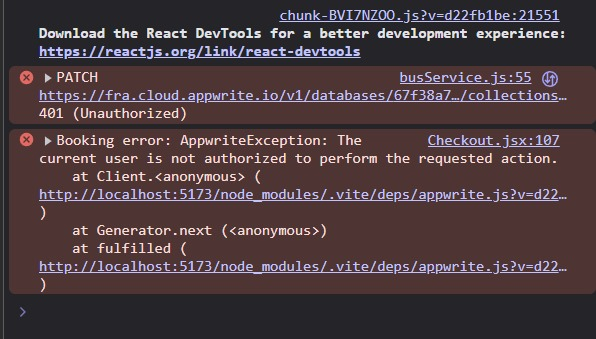 chunk-BVI7NZOO.js?v=d22fb1be:21551
Download the React DevTools for a better development experience:
https://reactjs.org/link/react-devtools
PATCH busService.js:55
https://fra.cloud.appwrite.io/v1/databases/67f38a7…/collections…
401 (Unauthorized)
Booking error: AppwriteException: The Checkout.jsx:107
current user is not authorized to perform the requested action.
at Client.<anonymous> (
http://localhost:5173/node_modules/.vite/deps/appwrite.js?v=d22…
)
at Generator.next (<anonymous>)
at fulfilled (
http://localhost:5173/node_modules/.vite/deps/appwrite.js?v=d22…
)